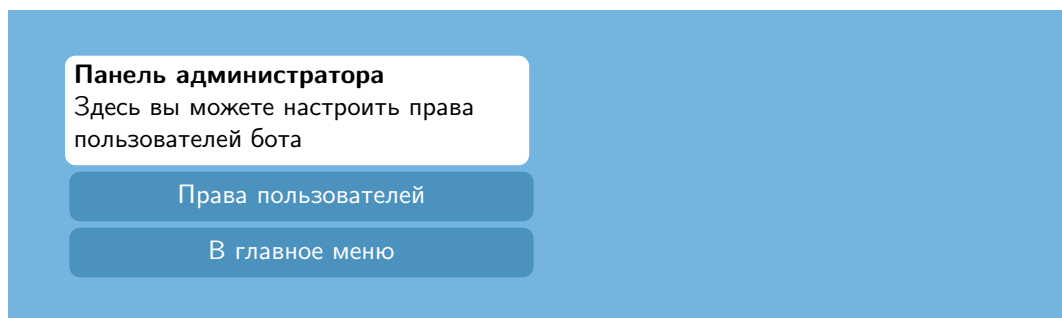 Панель администратора
Здесь вы можете настроить права
пользователей бота
Права пользователей
В главное меню